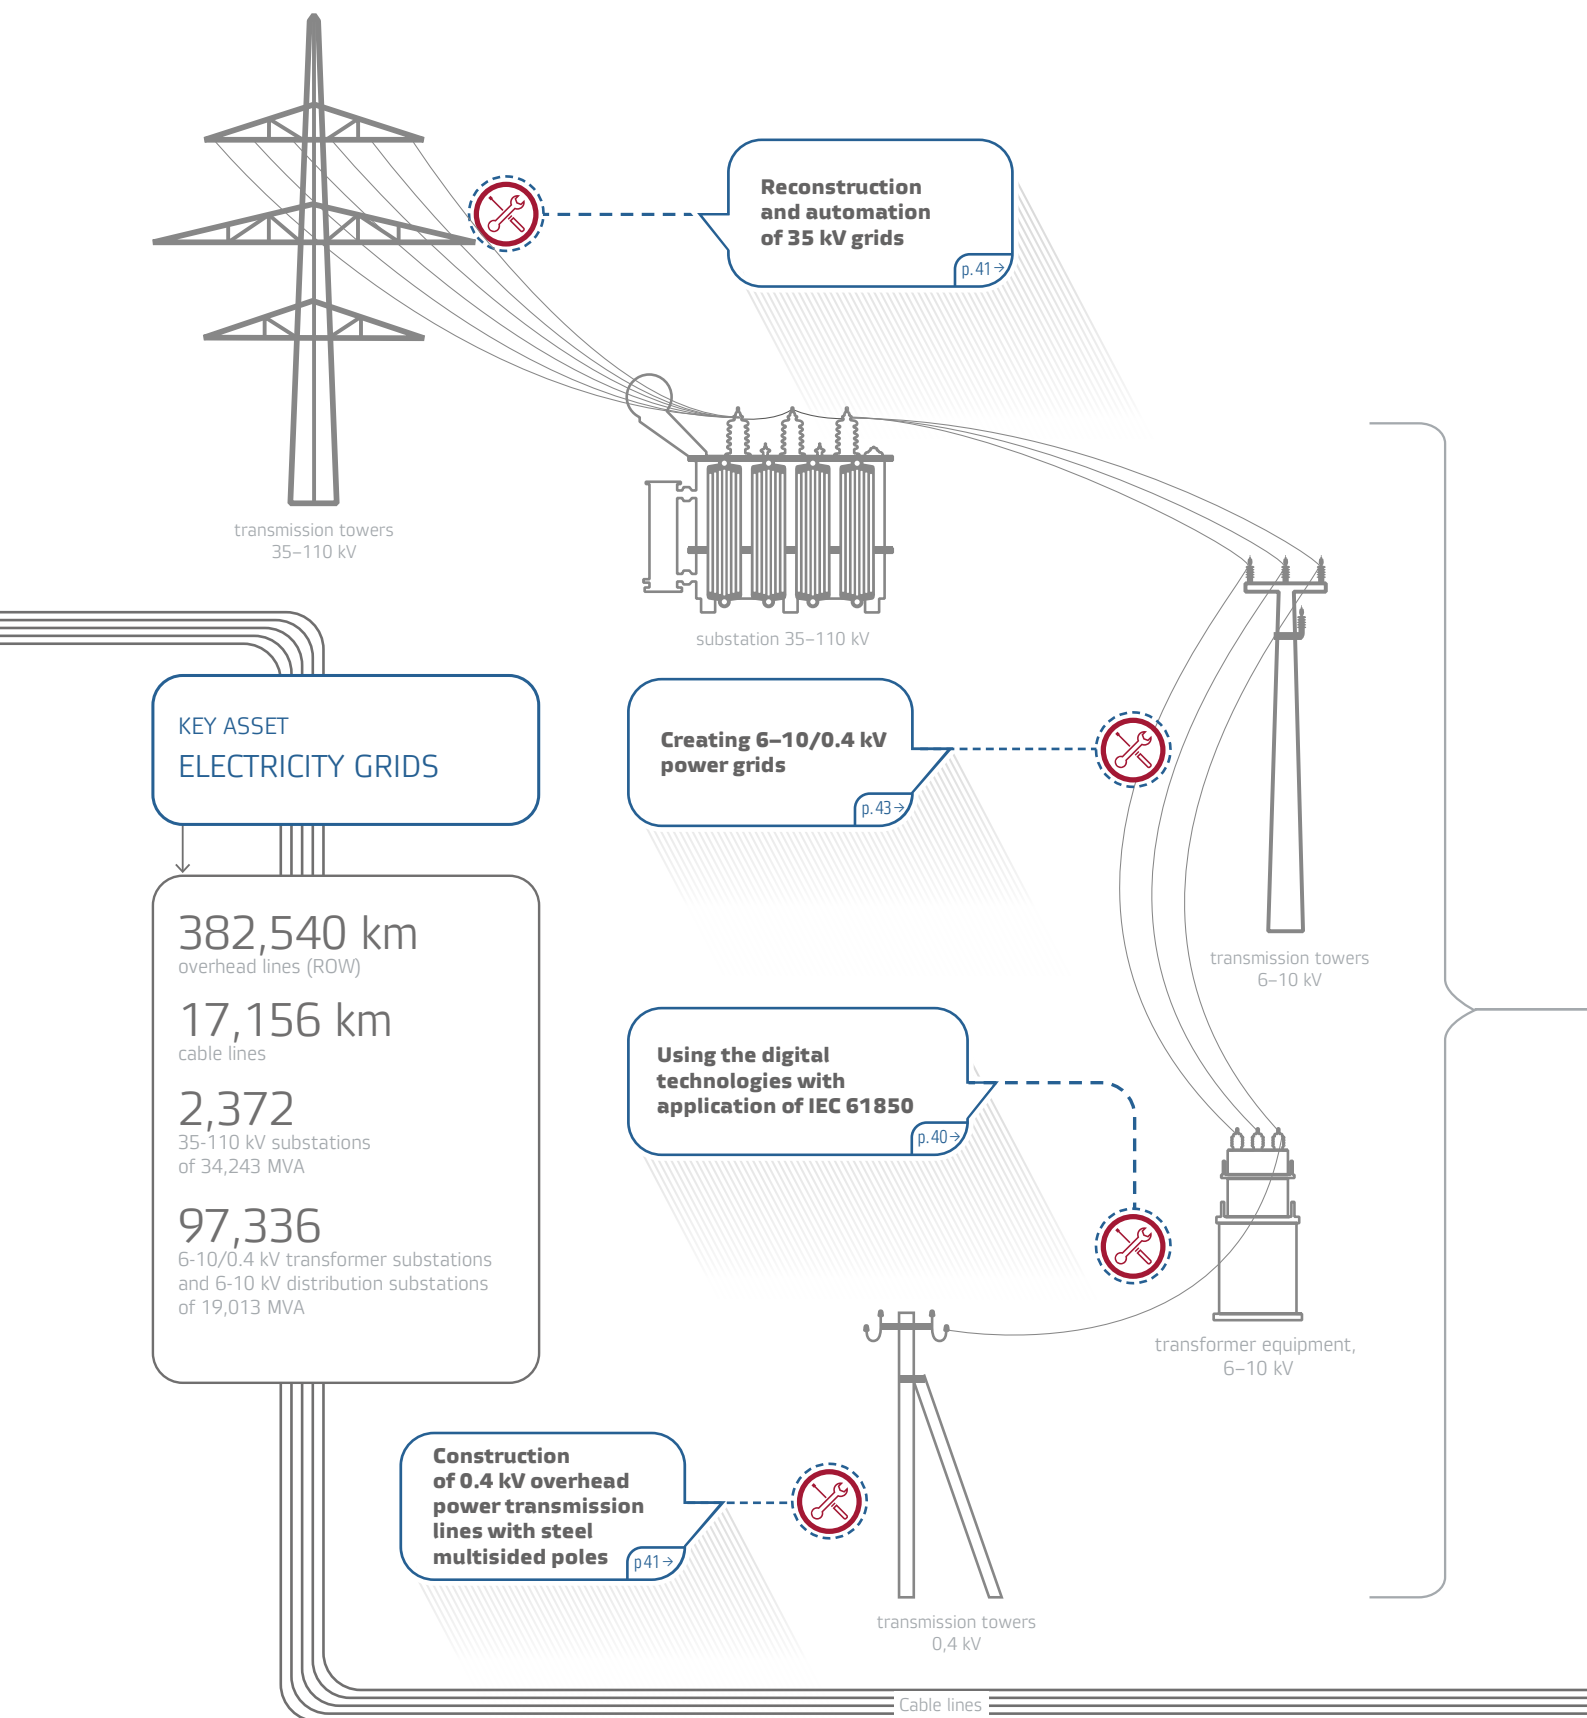 Reconstruction
and automation
of 35 kV grids
p. 41→
transmission towers
35–110 kV
substation 35–110 kV
KEY ASSET
ELECTRICITY GRIDS
Creating 6–10/0.4 kV
power grids
p. 43→
382,540 km
overhead lines (ROW)
17,156 km
cable lines
2,372
35-110 kV substations
of 34,243 MVA
97,336
6-10/0.4 kV transformer substations
and 6-10 kV distribution substations
of 19,013 MVA
transmission towers
6–10 kV
Using the digital
technologies with
application of IEC 61850
p. 40→
transformer equipment,
6–10 kV
Construction
of 0.4 kV overhead
power transmission
lines with steel
multisided poles
p 41→
transmission towers
0,4 kV
Cable lines